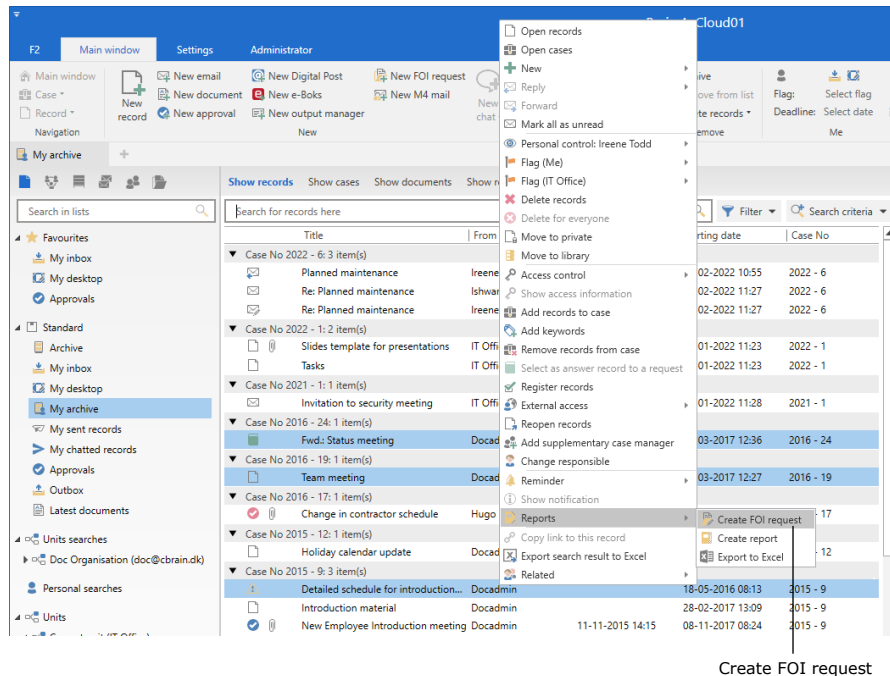 Cloud01
F2 Main window Settings Administrator
Main window
Case
Record
Navigation
New record
New email
New document
New approval
New Digital Post
New e-Boks
New output manager
New FOI request
New M4 mail
New
chat
New
Flag: Select flag
Deadline: Select date
Me
My archive +
Show records Show cases Show documents
Search in lists
Search for records here
Filter Search criteria
Favourites
My inbox
My desktop
Approvals
Standard
Archive
My inbox
My desktop
My archive
My sent records
My chatted records
Approvals
Outbox
Latest documents
Units searches
Doc Organisation (doc@cbrain.dk)
Personal searches
Units
Title From Case No
Case No 2022 - 6: 3 item(s)
Planned maintenance Ireene 02-2022 10:55 2022 - 6
Re: Planned maintenance Ishwar 02-2022 11:27 2022 - 6
Re: Planned maintenance Ireene 02-2022 11:27 2022 - 6
Case No 2022 - 1: 2 item(s)
Slides template for presentations IT Offi 01-2022 11:23 2022 - 1
Tasks IT Offi 01-2022 11:23 2022 - 1
Case No 2021 - 1: 1 item(s)
Invitation to security meeting IT Offi 01-2022 11:28 2021 - 1
Case No 2016 - 24: 1 item(s)
Fwd.: Status meeting Docad 03-2017 12:36 2016 - 24
Case No 2016 - 19: 1 item(s)
Team meeting Docad 03-2017 12:27 2016 - 19
Case No 2016 - 17: 1 item(s)
Change in contractor schedule Hugo - 17
Case No 2015 - 12: 1 item(s)
Holiday calendar update Docad - 12
Case No 2015 - 9: 3 item(s)
Detailed schedule for introduction... Docadmin 18-05-2016 08:13 2015 - 9
Introduction material Docadmin 28-02-2017 13:09 2015 - 9
New Employee Introduction meeting Docadmin 11-11-2015 14:15 08-11-2017 08:24 2015 - 9
Open records
Open cases
New
Reply
Forward
Mark all as unread
Personal control: Ireene Todd
Flag (Me)
Flag (IT Office)
Delete records
Delete for everyone
Move to private
Move to library
Access control
Show access information
Add records to case
Add keywords
Remove records from case
Select as answer record to a request
Register records
External access
Reopen records
Add supplementary case manager
Change responsible
Reminder
Show notification
Reports
Copy link to this record
Export search result to Excel
Related
Create FOI request
Create report
Export to Excel
Create FOI request